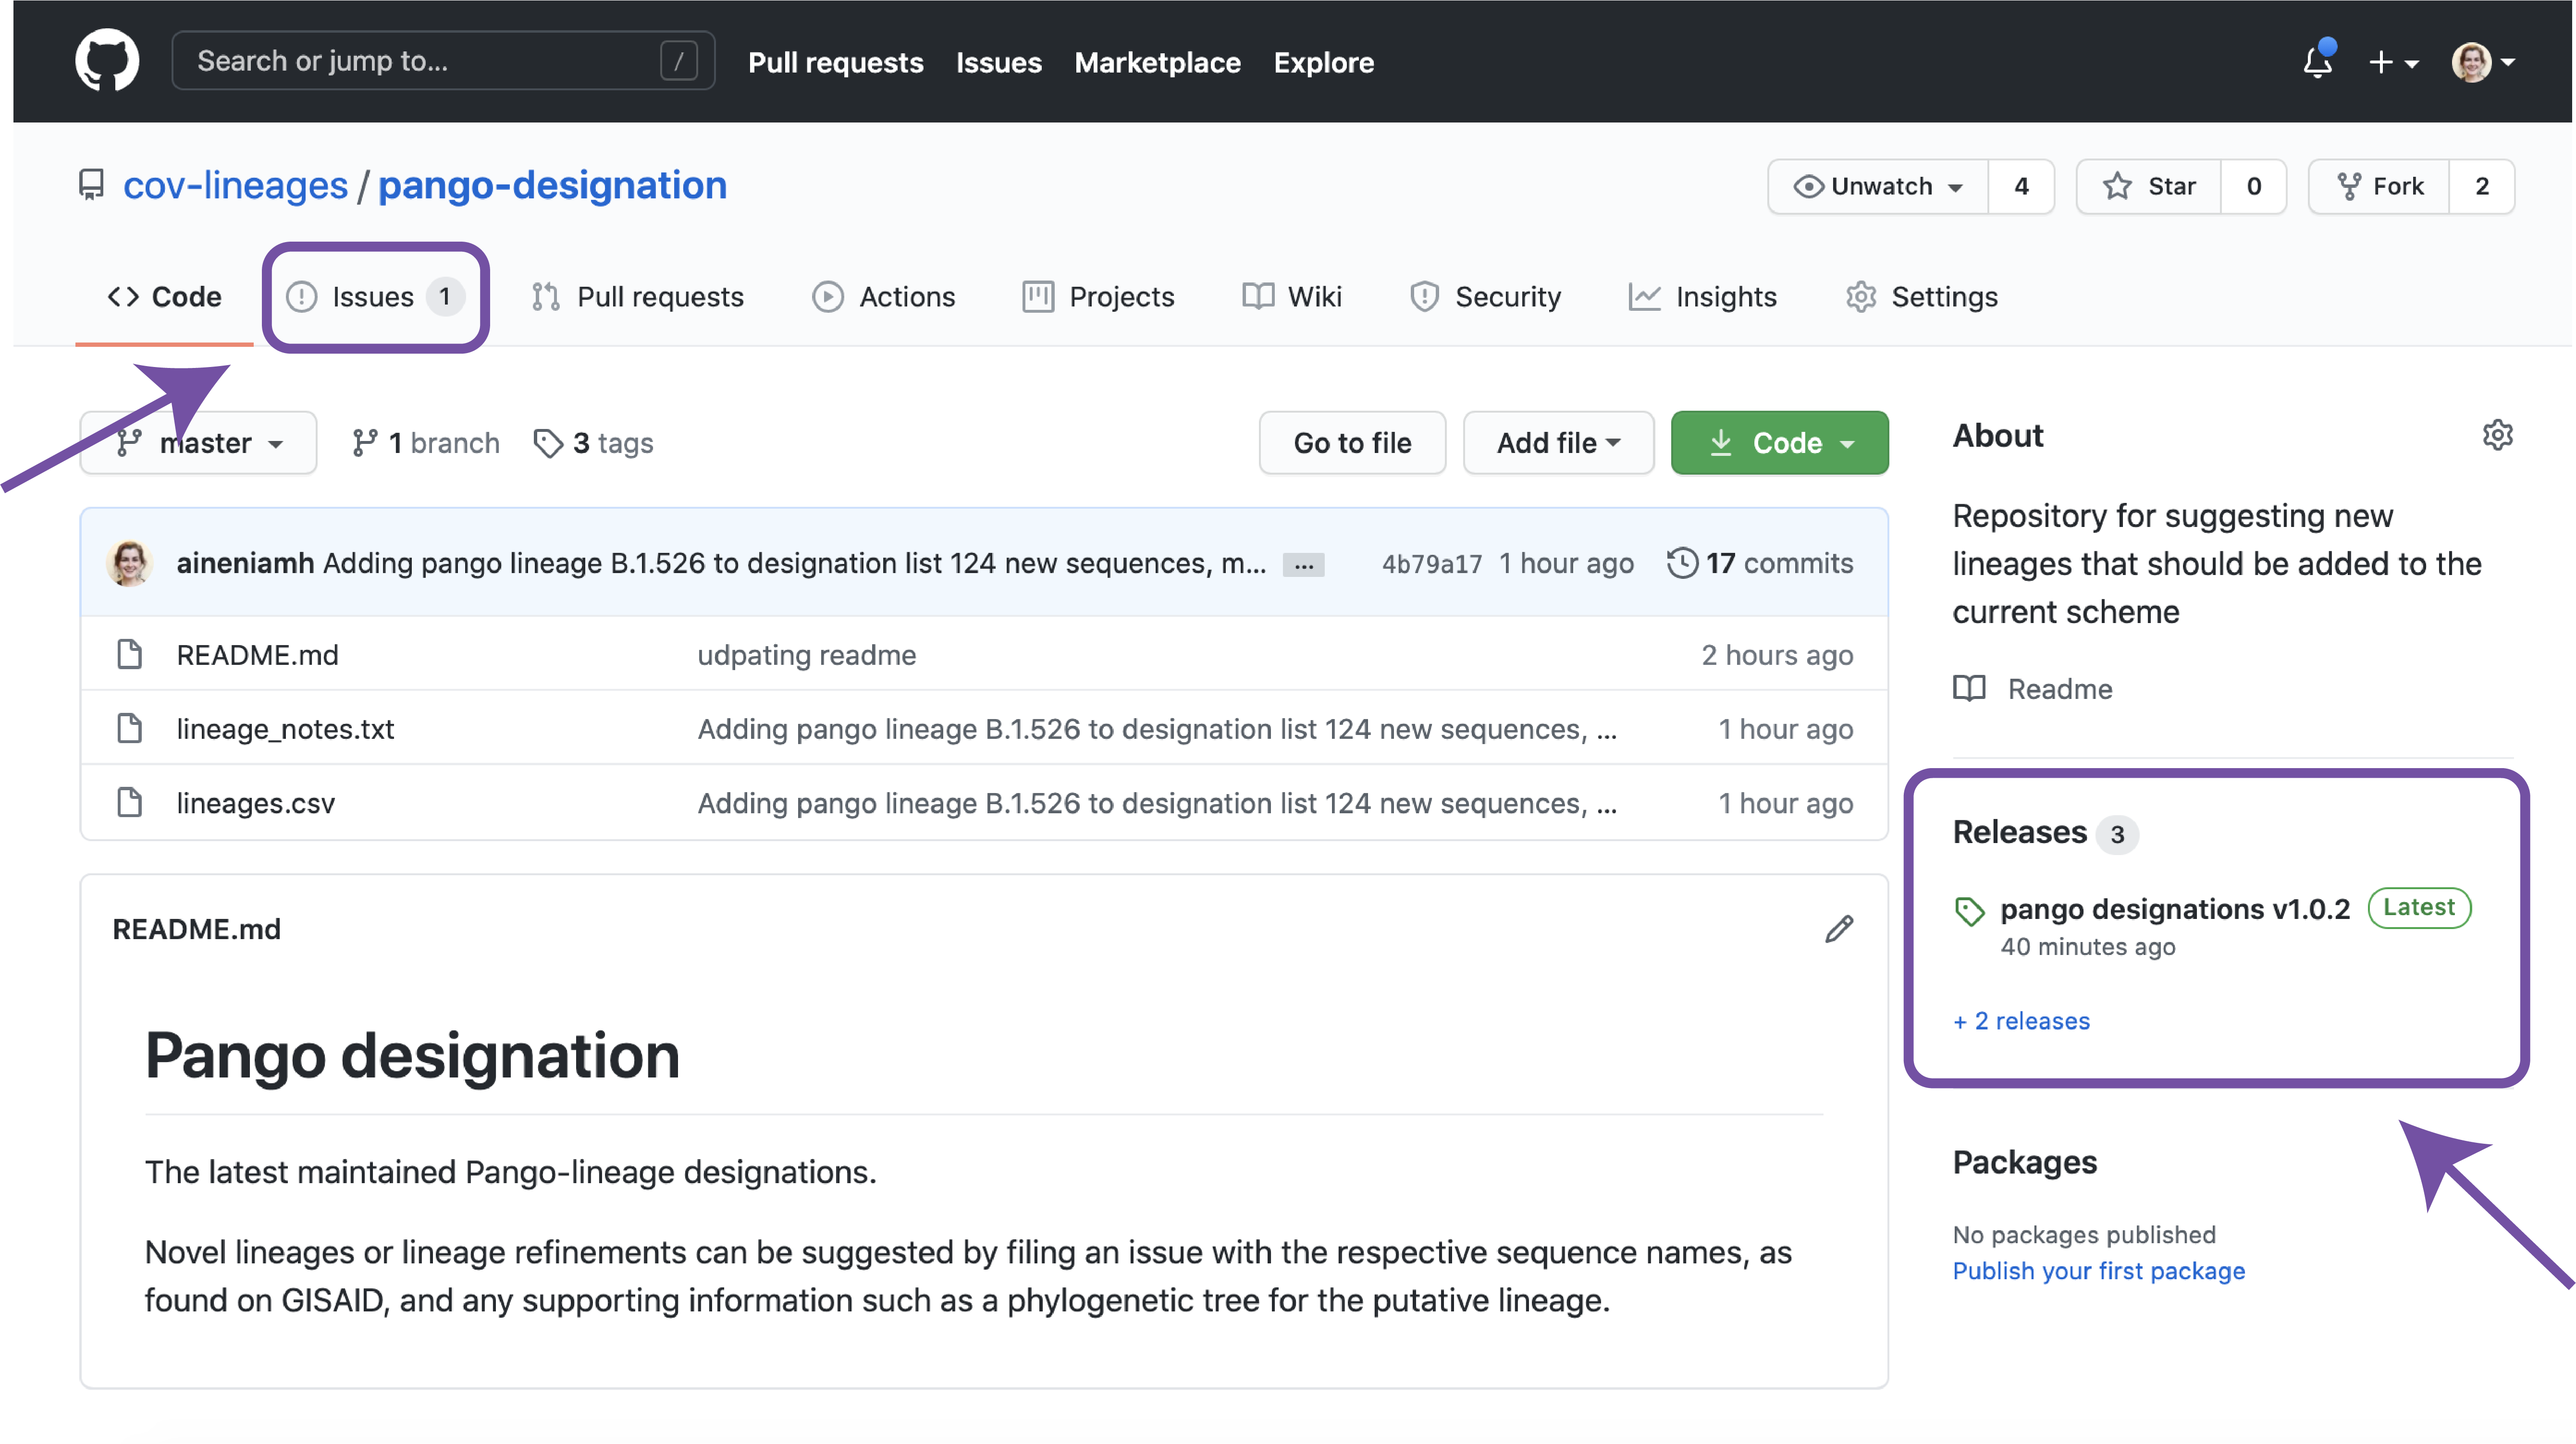 Search or jump to... /
Pull requests Issues Marketplace Explore
cov-lineages / pango-designation
Unwatch 4 Star 0 Fork 2
Code Issues 1 Pull requests Actions Projects Wiki Security Insights Settings
master 1 branch 3 tags
Go to file Add file Code
aineniamh Adding pango lineage B.1.526 to designation list 124 new sequences, m... ... 4b79a17 1 hour ago 17 commits
README.md udpating readme 2 hours ago
lineage_notes.txt Adding pango lineage B.1.526 to designation list 124 new sequences, ... 1 hour ago
lineages.csv Adding pango lineage B.1.526 to designation list 124 new sequences, ... 1 hour ago
README.md
Pango designation
The latest maintained Pango-lineage designations.
Novel lineages or lineage refinements can be suggested by filing an issue with the respective sequence names, as
found on GISAID, and any supporting information such as a phylogenetic tree for the putative lineage.
About
Repository for suggesting new
lineages that should be added to the
current scheme
Readme
Releases 3
pango designations v1.0.2 Latest
40 minutes ago
+ 2 releases
Packages
No packages published
Publish your first package